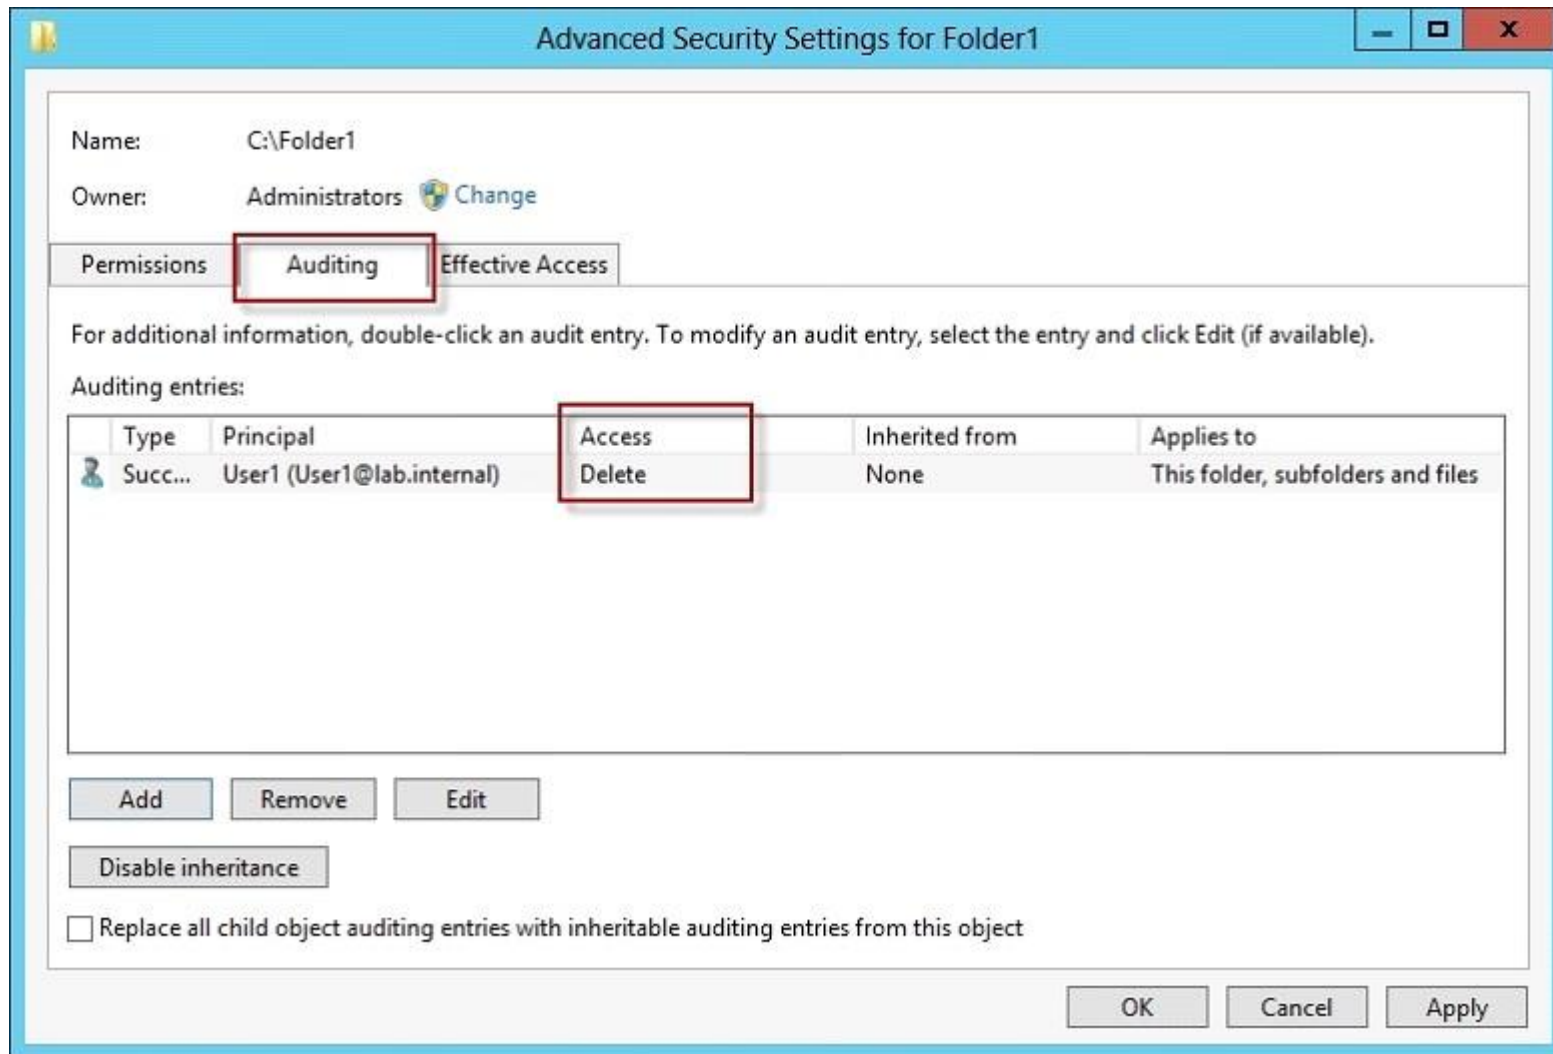 Advanced Security Settings for Folder1
Name: C:\Folder1
Owner: Administrators Change
Permissions Auditing Effective Access
For additional information, double-click an audit entry. To modify an audit entry, select the entry and click Edit (if available).
Auditing entries:
Type Principal Access Inherited from Applies to
Succ... User1 (User1@lab.internal) Delete None This folder, subfolders and files
Add Remove Edit
Disable inheritance
Replace all child object auditing entries with inheritable auditing entries from this object
OK Cancel Apply